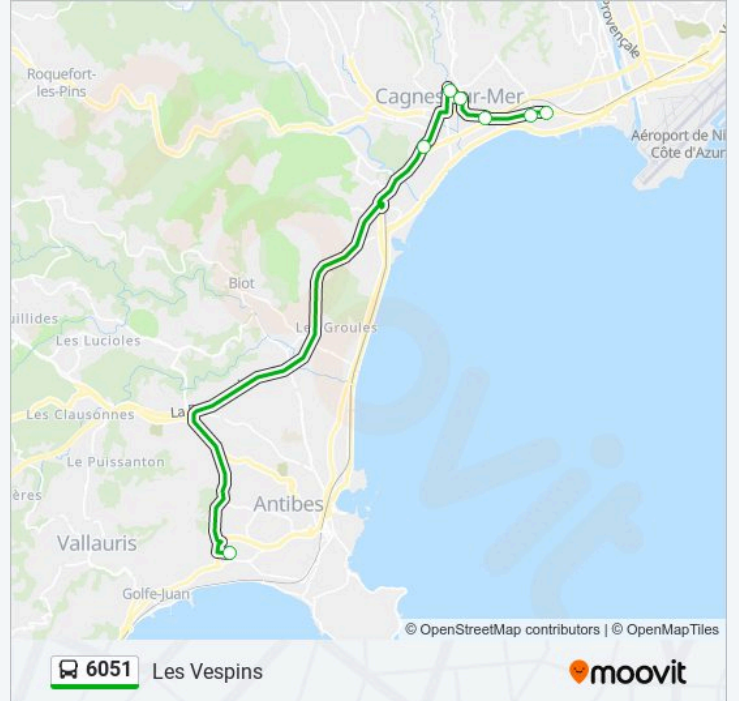 Provençale
Roquefort-
les-Pins
Cagnes-sur-Mer
Aéroport de Ni
Côte d'Azur
Biot
uillides
Les Groules
Les Lucioles
Les Clausonnes
La
Le Puissanton
ères
Antibes
Vallauris
Golfe-Juan
© OpenStreetMap contributors | © OpenMapTiles
6051 Les Vespins
moovit